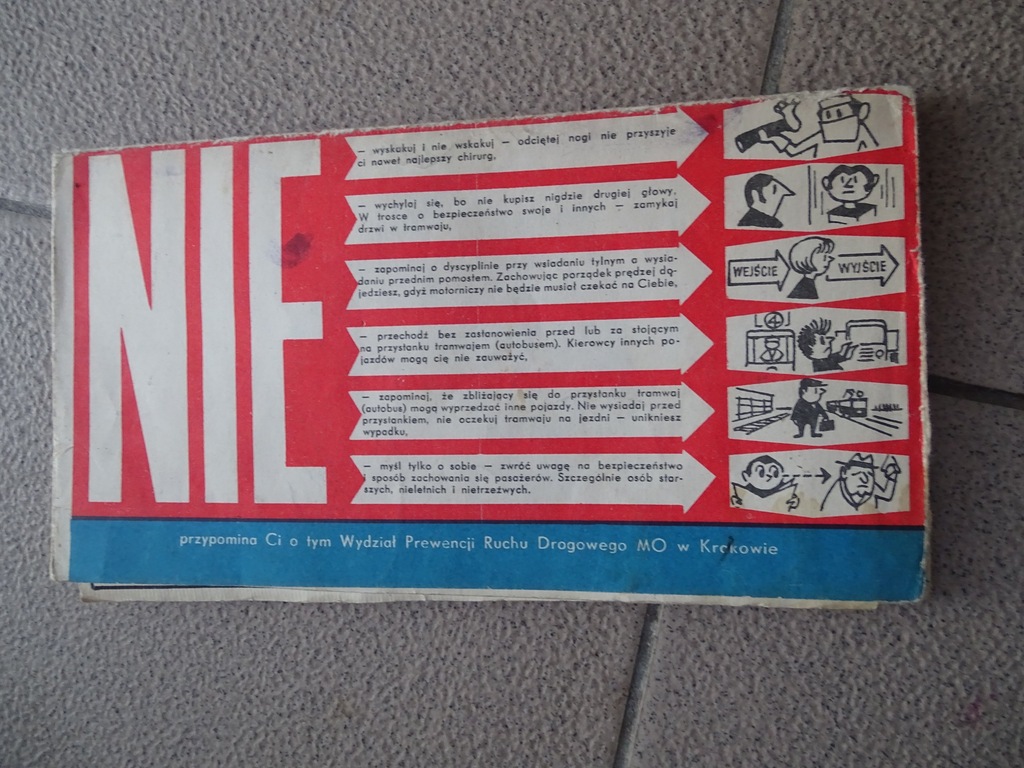 NIE
– wyskakuj i nie wskakuj – odciętej nogi nie przyszyje
ci nawet najlepszy chirurg,
– wychylaj się, bo nie kupisz nigdzie drugiej głowy.
W trosce o bezpieczeństwo swoje i innych – zamykaj
drzwi w tramwaju,
– zapominaj o dyscyplinie przy wsiadaniu tylnym a wysia-
daniu przednim pomostem. Zachowując porządek prędzej do-
jedziesz, gdyż motorniczy nie będzie musiał czekać na Ciebie,
WEJŚCIE
WYJŚCIE
– przechodź bez zastanowienia przed lub za stojącym
na przystanku tramwajem (autobusem). Kierowcy innych po-
jazdów mogą cię nie zauważyć,
4
– zapominaj, że zbliżający się do przystanku tramwaj
(autobus) mogą wyprzedzać inne pojazdy. Nie wysiadaj przed
przystankiem, nie oczekuj tramwaju na jezdni – unikniesz
wypadku,
– myśl tylko o sobie – zwróć uwagę na bezpieczeństwo
i sposób zachowania się pasażerów. Szczególnie osób star-
szych, nieletnich i nietrzeźwych.
przypomina Ci o tym Wydział Prewencji Ruchu Drogowego MO w Krakowie